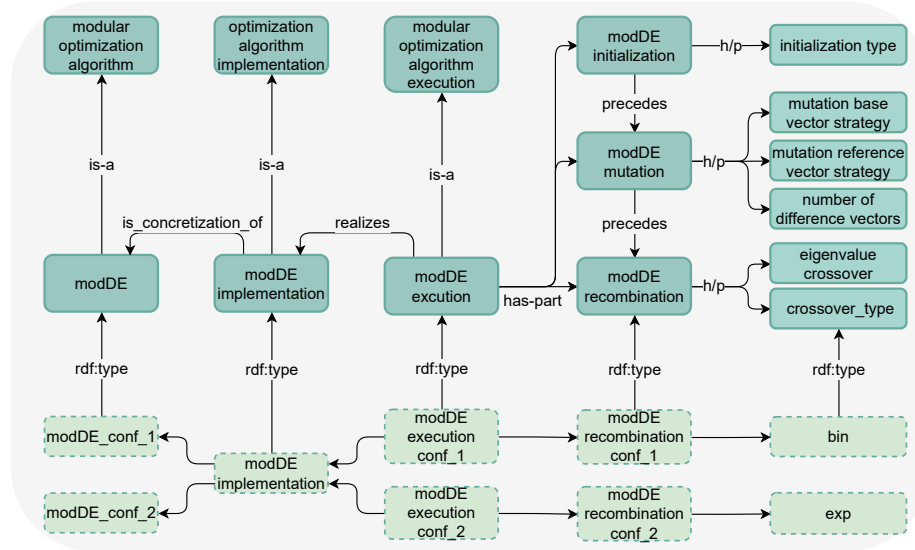 modular
optimization
algorithm
optimization
algorithm
implementation
modular
optimization
algorithm
execution
modDE
initialization
h/p
initialization type
precedes
mutation base
vector strategy
is-a
is-a
is-a
modDE
mutation
h/p
mutation reference
vector strategy
number of
difference vectors
is_concretization_of
realizes
precedes
modDE
modDE
implementation
modDE
excution
has-part
modDE
recombination
h/p
eigenvalue
crossover
crossover_type
rdf:type
rdf:type
rdf:type
rdf:type
rdf:type
modDE_conf_1
modDE
implementation
modDE
execution
conf_1
modDE
recombination
conf_1
bin
modDE_conf_2
modDE
execution
conf_2
modDE
recombination
conf_2
exp